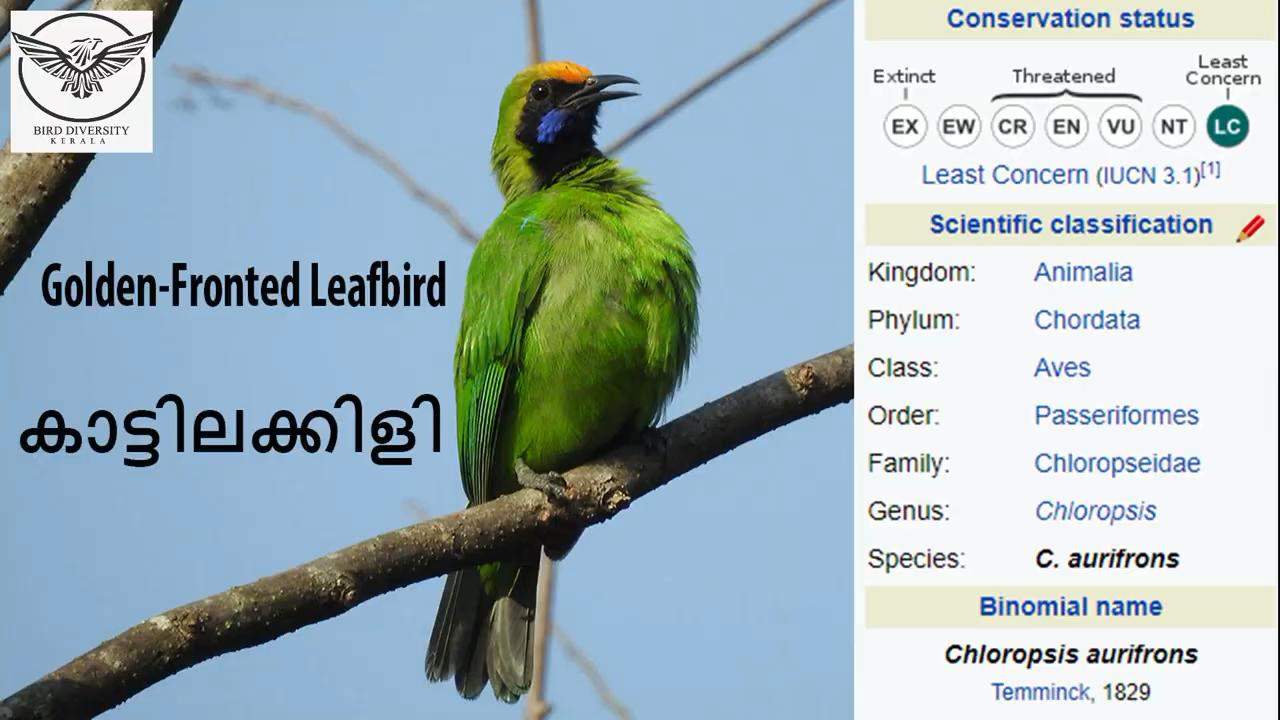 BIRD DIVERSITY
KERALA
Golden-Fronted Leafbird
കാട്ടിലക്കിളി
Conservation status
Extinct
Threatened
Least
Concern
EX EW CR EN VU NT LC
Least Concern (IUCN 3.1)[1]
Scientific classification
Kingdom: Animalia
Phylum: Chordata
Class: Aves
Order: Passeriformes
Family: Chloropseidae
Genus: Chloropsis
Species: C. aurifrons
Binomial name
Chloropsis aurifrons
Temminck, 1829